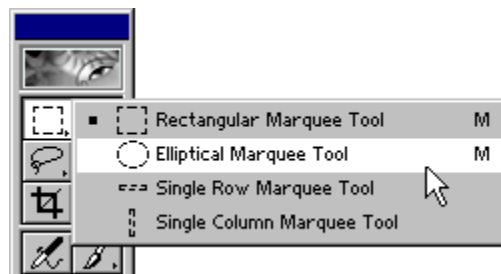 Rectangular Marquee Tool M
Elliptical Marquee Tool M
Single Row Marquee Tool
Single Column Marquee Tool